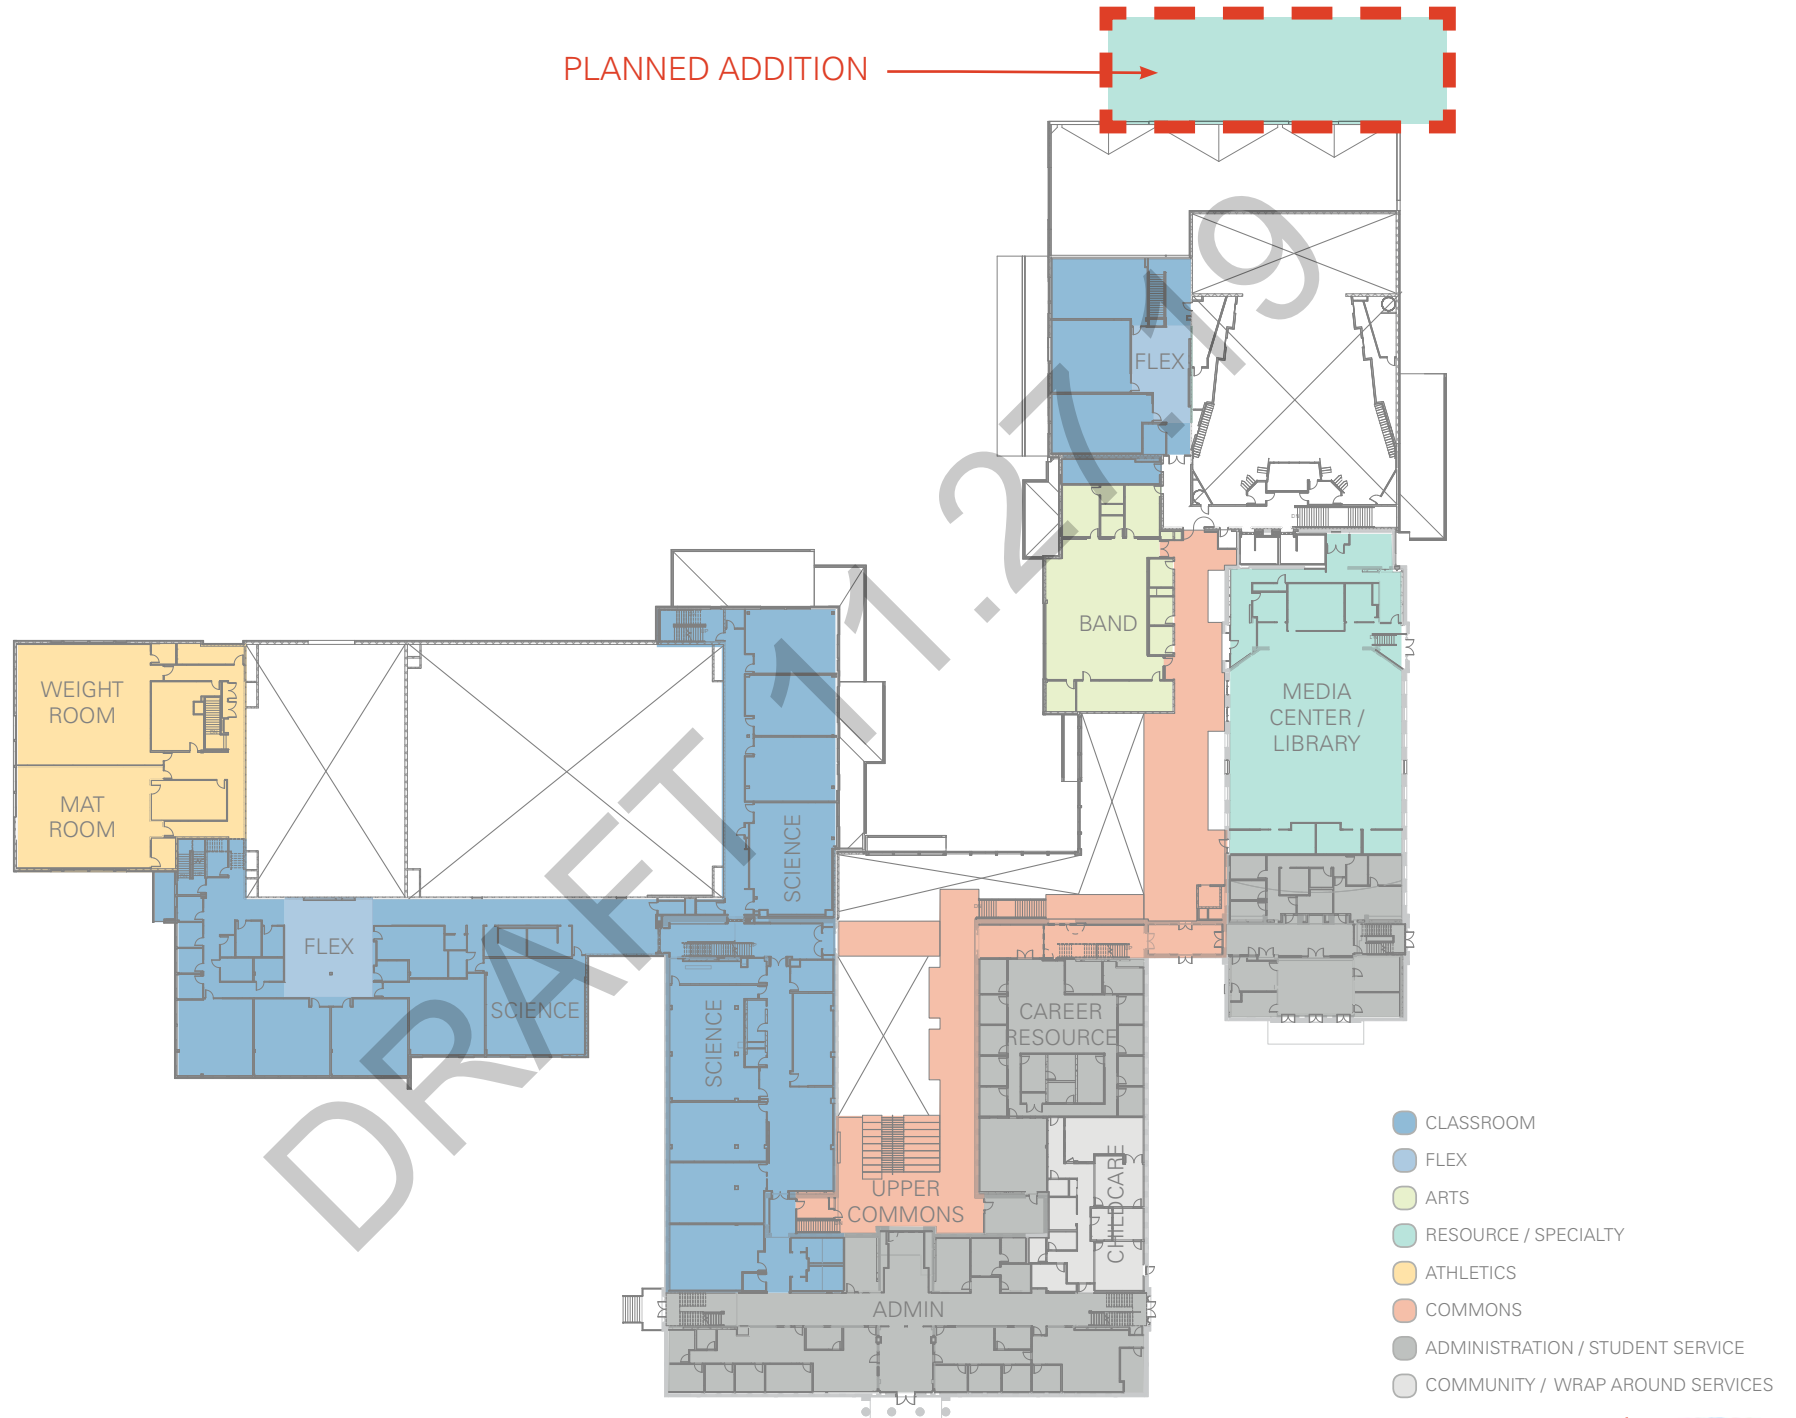 PLANNED ADDITION
FLEX
BAND
MEDIA
CENTER /
LIBRARY
WEIGHT
ROOM
MAT
ROOM
SCIENCE
FLEX
SCIENCE
SCIENCE
CAREER
RESOURCE
UPPER
COMMONS
CHILDCARE
ADMIN
DRAFT 11.27.19
CLASSROOM
FLEX
ARTS
RESOURCE / SPECIALTY
ATHLETICS
COMMONS
ADMINISTRATION / STUDENT SERVICE
COMMUNITY / WRAP AROUND SERVICES